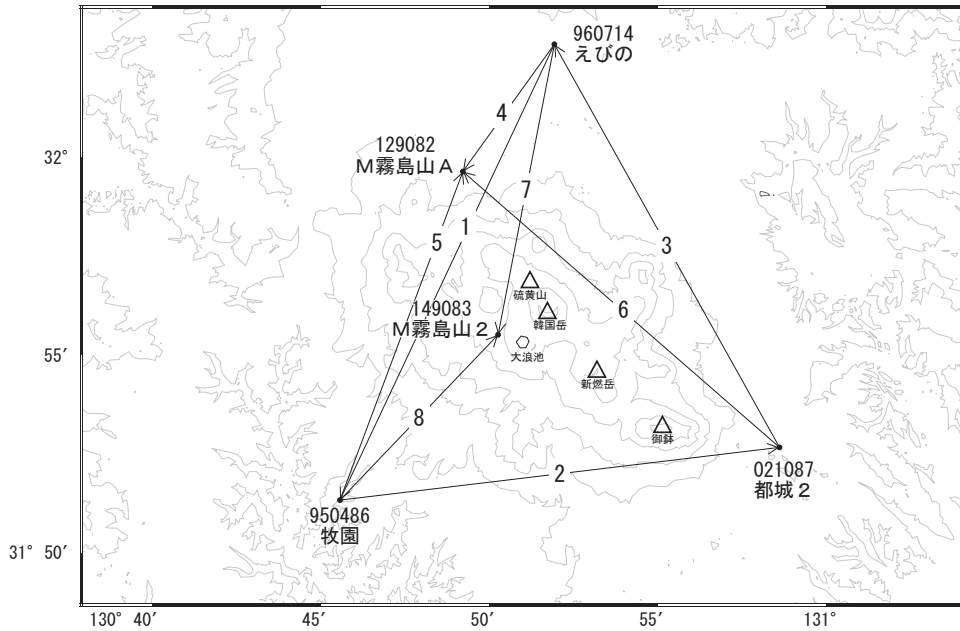 960714
えびの
4
129082
M霧島山A
32°
7
5
1
3
硫黄山
149083
M霧島山2
韓国岳
6
55′
大浪池
新燃岳
8
御鉢
2
021087
都城2
950486
牧園
31° 50′
130° 40′
45′
50′
55′
131°